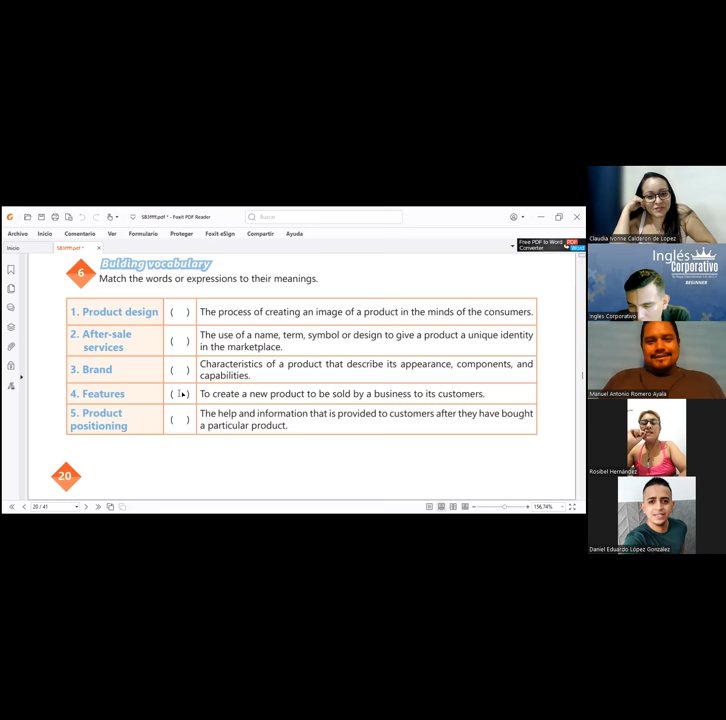 SB3ffff.pdf * - Foxit PDF Reader
Buscar
Archivo Inicio Comentario Ver Formulario Proteger Foxit eSign Compartir Ayuda
Free PDF to Word Converter
PDF
Word
Inicio SB3ffff.pdf *
6 Bulding vocabulary
Match the words or expressions to their meanings.
1. Product design ( ) The process of creating an image of a product in the minds of the consumers.
2. After-sale services ( ) The use of a name, term, symbol or design to give a product a unique identity
in the marketplace.
3. Brand ( ) Characteristics of a product that describe its appearance, components, and
capabilities.
4. Features ( ) To create a new product to be sold by a business to its customers.
5. Product positioning ( ) The help and information that is provided to customers after they have bought
a particular product.
20
20 / 41
156,74%
Claudia Ivonne Calderon de Lopez
Inglés
Corporativo
BEGINNER
Ingles Corporativo
Manuel Antonio Romero Ayala
Rosibel Hernández
Daniel Eduardo López González